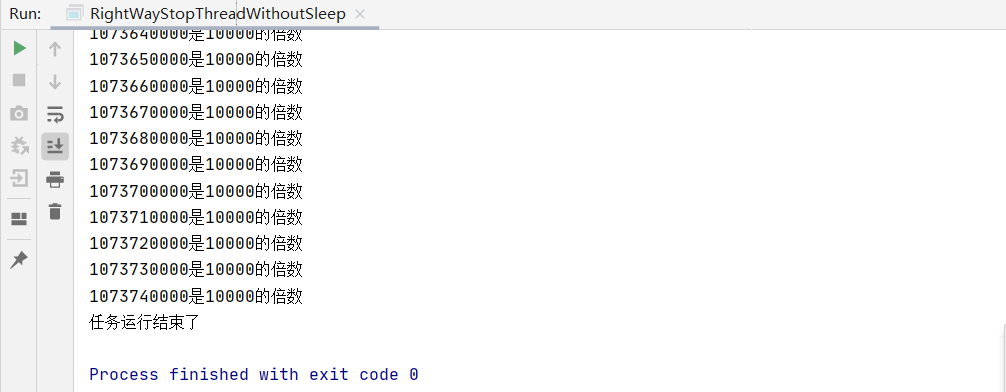 Run: RightWayStopThreadWithoutSleep
1073640000是10000的倍数
1073650000是10000的倍数
1073660000是10000的倍数
1073670000是10000的倍数
1073680000是10000的倍数
1073690000是10000的倍数
1073700000是10000的倍数
1073710000是10000的倍数
1073720000是10000的倍数
1073730000是10000的倍数
1073740000是10000的倍数
任务运行结束了
Process finished with exit code 0